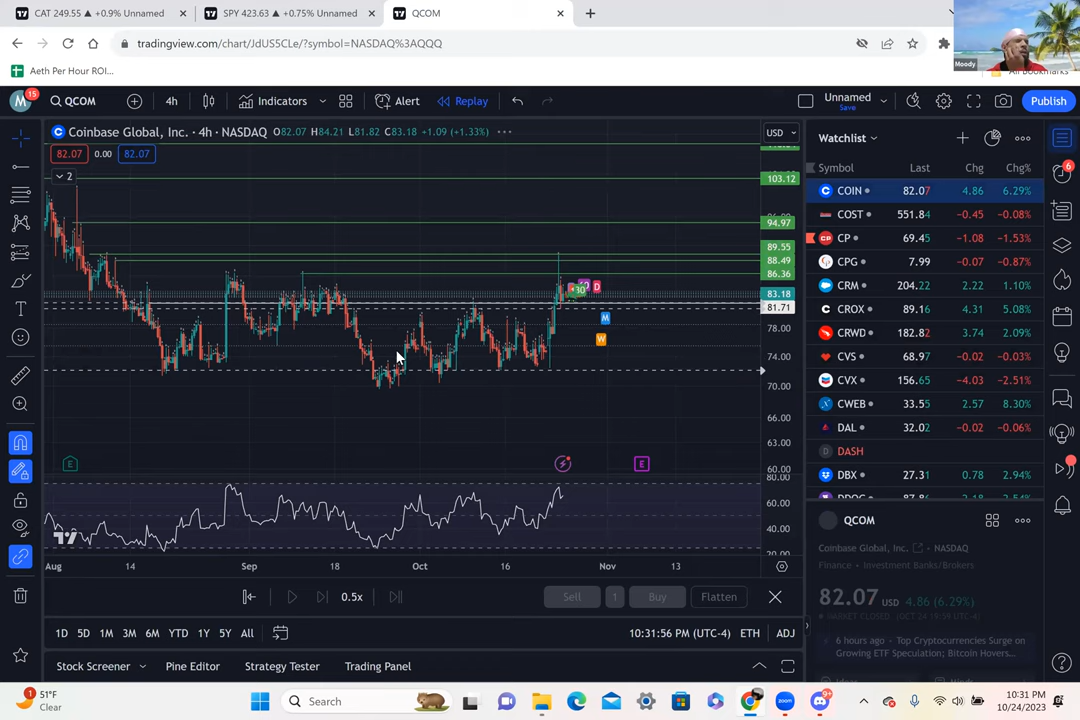 CAT 249.55 ▲ +0.9% Unnamed
SPY 423.63 ▲ +0.75% Unnamed
QCOM
tradingview.com/chart/JdUS5CLe/?symbol=NASDAQ%3AQQQ
Aeth Per Hour ROI...
All Bookmarks
Moody
M 15 QCOM 4h Indicators Alert Replay Unnamed Save Publish
Coinbase Global, Inc. · 4h · NASDAQ O82.07 H84.21 L81.82 C83.18 +1.09 (+1.33%)
82.07 0.00 82.07
2
USD
103.12
94.97
89.55
88.49
86.36
83.18
81.71
78.00
74.00
70.00
66.00
63.00
60.00
80.00
60.00
40.00
20.00
30 D
M
W
E E
Aug 14 Sep 18 Oct 16 Nov 13
0.5x Sell 1 Buy Flatten
1D 5D 1M 3M 6M YTD 1Y 5Y All 10:31:56 PM (UTC-4) ETH ADJ
Stock Screener Pine Editor Strategy Tester Trading Panel
Watchlist
Symbol Last Chg Chg%
COIN 82.07 4.86 6.29%
COST 551.84 -0.45 -0.08%
CP 69.45 -1.08 -1.53%
CPG 7.99 -0.07 -0.87%
CRM 204.22 2.22 1.10%
CROX 89.16 4.31 5.08%
CRWD 182.82 3.74 2.09%
CVS 68.97 -0.02 -0.03%
CVX 156.65 -4.03 -2.51%
CWEB 33.55 2.57 8.30%
DAL 32.02 -0.02 -0.06%
DASH
DBX 27.31 0.78 2.94%
QCOM
Coinbase Global, Inc. NASDAQ
Finance · Investment Banks/Brokers
82.07 USD 4.86 (6.29%)
6 hours ago · Top Cryptocurrencies Surge on
Growing ETF Speculation; Bitcoin Hovers...
6
51°F
Clear
Search
10:31 PM
10/24/2023